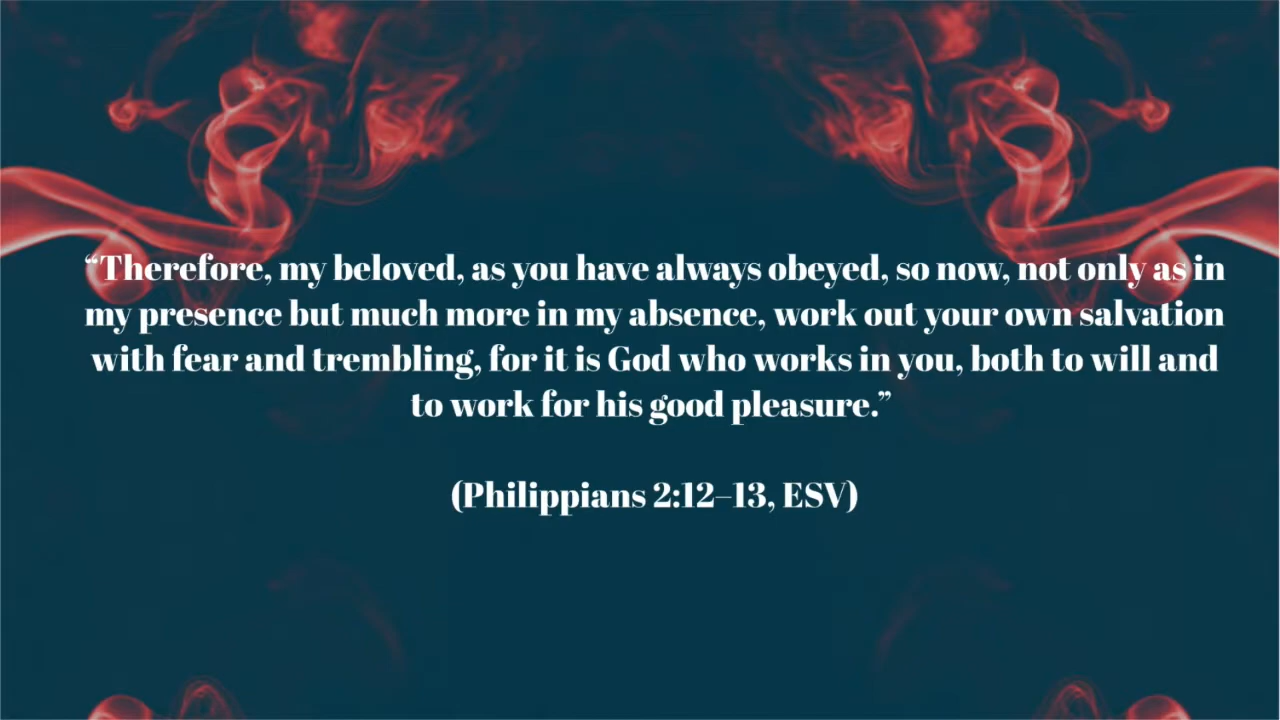 “Therefore, my beloved, as you have always obeyed, so now, not only as in
my presence but much more in my absence, work out your own salvation
with fear and trembling, for it is God who works in you, both to will and
to work for his good pleasure.”
(Philippians 2:12–13, ESV)